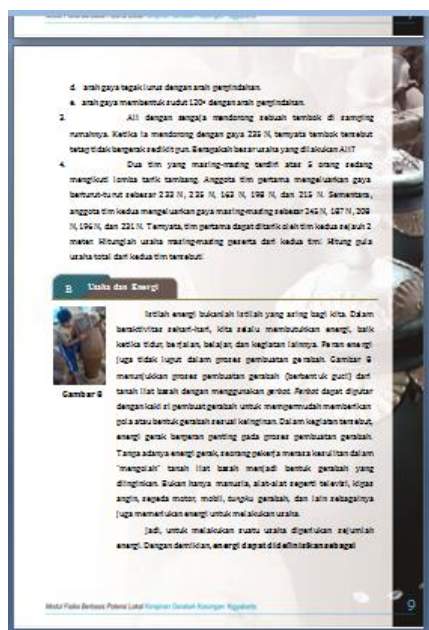 d. arah gaya tegak lurus dengan arah perpindahan.
e. arah gaya membentuk sudut 120° dengan arah perpindahan.
3. Ali dengan sengaja mendorong sebuah tembok di samping
rumahnya. Ketika ia mendorong dengan gaya 235 N, ternyata tembok tersebut
tetap tidak bergerak sedikit pun. Berapakah besar usaha yang dilakukan Ali?
4. Dua tim yang masing-masing terdiri atas 5 orang sedang
mengikuti lomba tarik tambang. Anggota tim pertama mengeluarkan gaya
berturut-turut sebesar 233 N, 235 N, 163 N, 198 N, dan 215 N. Sementara,
anggota tim kedua mengeluarkan gaya masing-masing sebesar 245 N, 187 N, 203
N, 196 N, dan 221 N. Ternyata, tim pertama dapat ditarik oleh tim kedua sejauh 2
meter. Hitunglah usaha masing-masing peserta dari kedua tim! Hitung pula
usaha total dari kedua tim tersebut!
B Usaha dan Energi
Istilah energi bukanlah istilah yang asing bagi kita. Dalam
beraktivitas sehari-hari, kita selalu membutuhkan energi, baik
ketika tidur, berjalan, belajar, dan kegiatan lainnya. Peran energi
juga tidak luput dalam proses pembuatan gerabah. Gambar 6
menunjukkan proses pembuatan gerabah (berbentuk guci) dari
tanah liat basah dengan menggunakan perbot. Perbot dapat diputar
dengan kaki si pembuat gerabah untuk mempermudah memberikan
pola atau bentuk gerabah sesuai keinginan. Dalam kegiatan tersebut,
energi gerak berperan penting pada proses pembuatan gerabah.
Tanpa adanya energi gerak, seorang pekerja merasa kesulitan dalam
"mengolah" tanah liat basah menjadi bentuk gerabah yang
diinginkan. Bukan hanya manusia, alat-alat seperti televisi, kipas
angin, sepeda motor, mobil, tungku gerabah, dan lain sebagainya
juga memerlukan energi untuk melakukan usaha.
Gambar 6
Jadi, untuk melakukan suatu usaha diperlukan sejumlah
energi. Dengan demikian, energi dapat didefinisikan sebagai
Modul Fisika Berbasis Potensi Lokal Kerajinan Gerabah Kasongan Yogyakarta
9